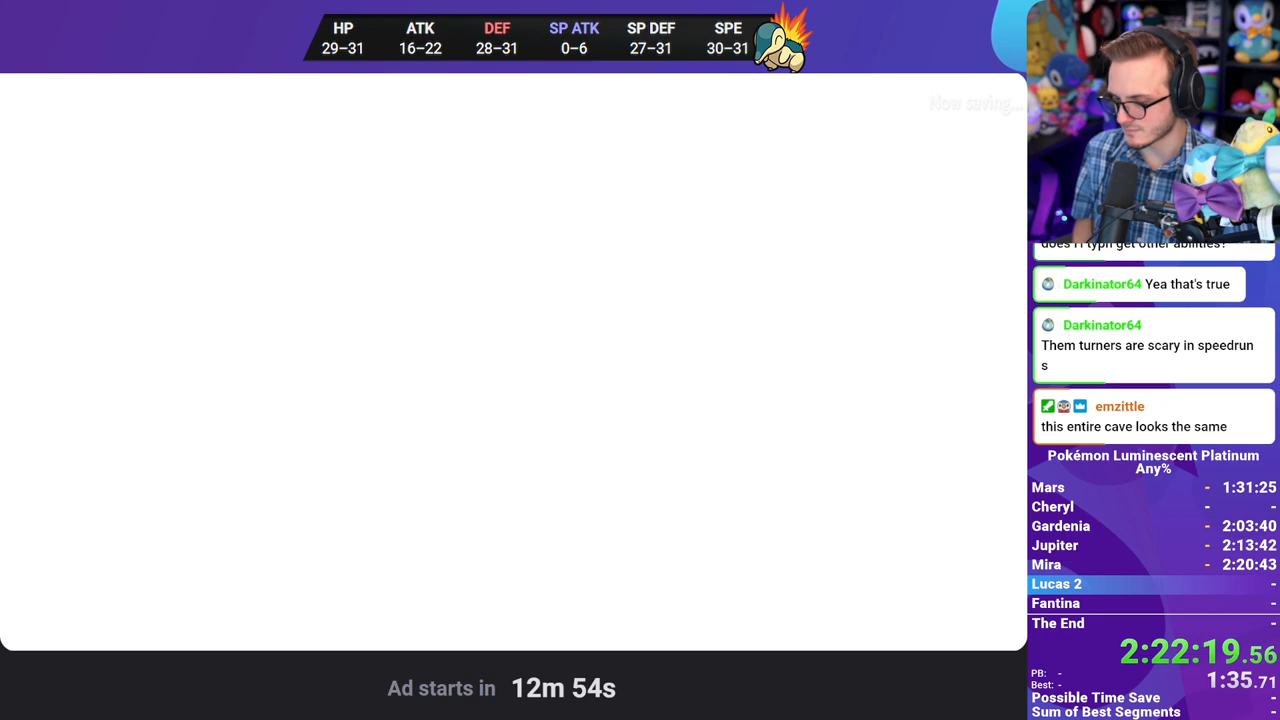 HP ATK DEF SP ATK SP DEF SPE
29–31 16–22 28–31 0–6 27–31 30–31
Now saving...
Darkinator64 Yea that's true
Darkinator64
Them turners are scary in speedrun
s
emzittle
this entire cave looks the same
Pokémon Luminescent Platinum
Any%
Mars - 1:31:25
Cheryl - -
Gardenia - 2:03:40
Jupiter - 2:13:42
Mira - 2:20:43
Lucas 2 -
Fantina -
The End -
2:22:19.56
PB: -
Best: - 1:35.71
Possible Time Save -
Sum of Best Segments -
Ad starts in 12m 54s